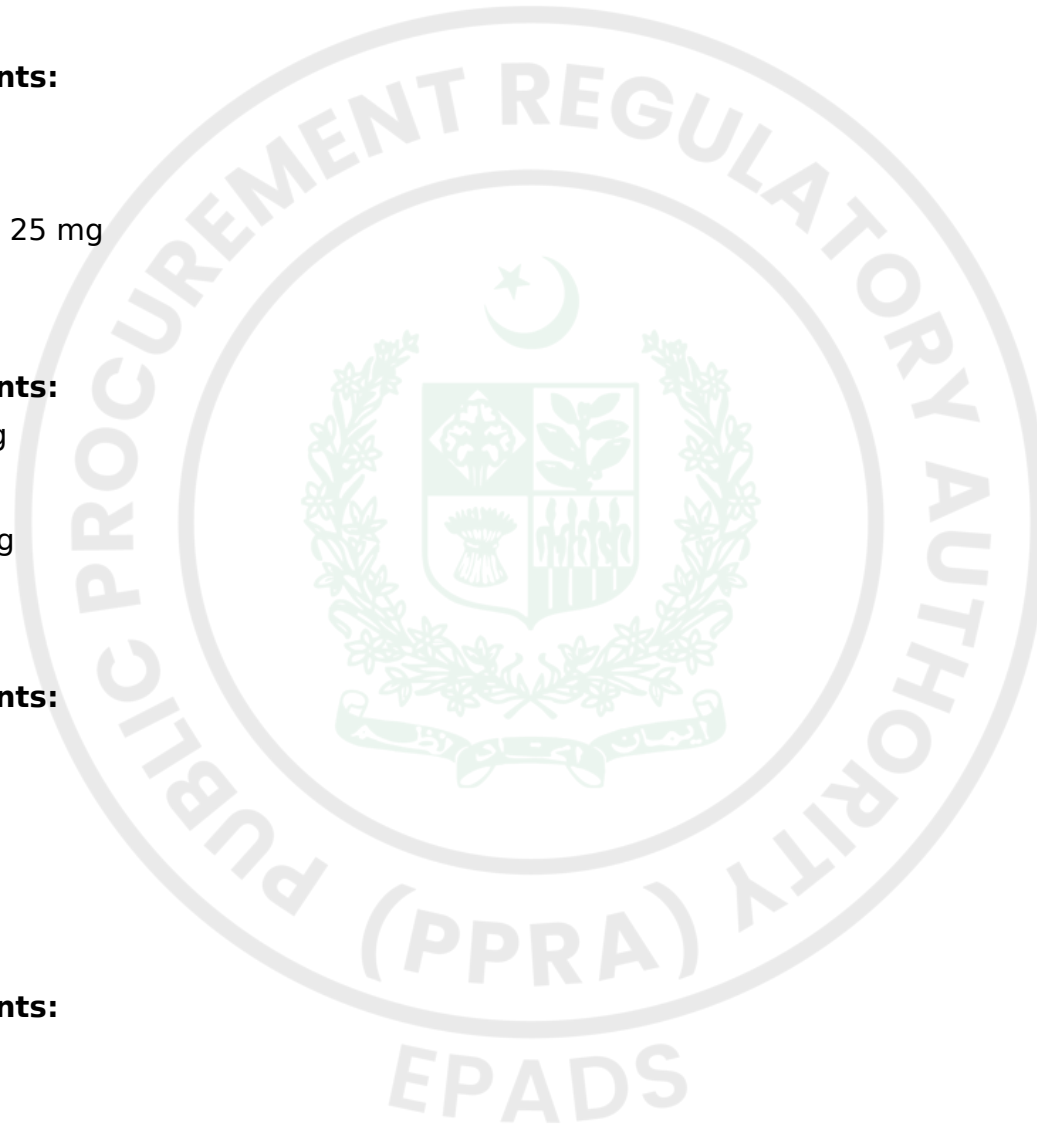 nts:
25 mg
nts:
g
g
nts:
nts:
PUBLIC PROCUREMENT REGULATORY AUTHORITY
(PPRA)
EPADS